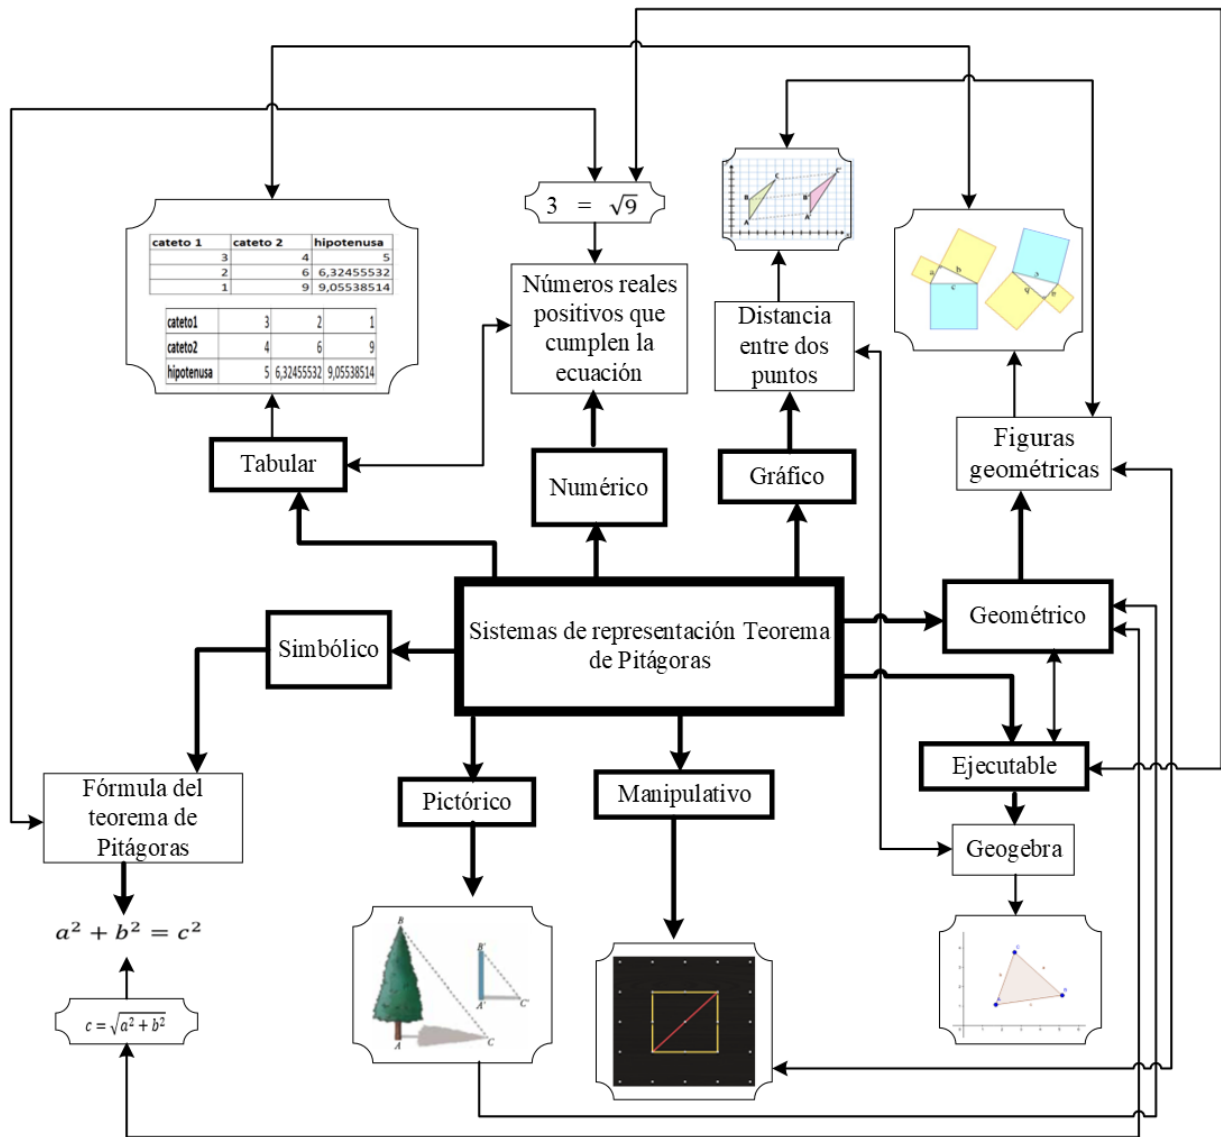 3 = √9
cateto 1 cateto 2 hipotenusa
3 4 5
2 6 6,32455532
1 9 9,05538514
cateto1 3 2 1
cateto2 4 6 9
hipotenusa 5 6,32455532 9,05538514
Números reales
positivos que
cumplen la
ecuación
A
B
C
A'
B'
C'
Distancia
entre dos
puntos
a
b
c
Figuras
geométricas
Tabular
Numérico
Gráfico
Geométrico
Sistemas de representación Teorema
de Pitágoras
Simbólico
Ejecutable
Pictórico
Manipulativo
Fórmula del
teorema de
Pitágoras
Geogebra
a² + b² = c²
c = √a² + b²
B
A
C
B'
A'
C'